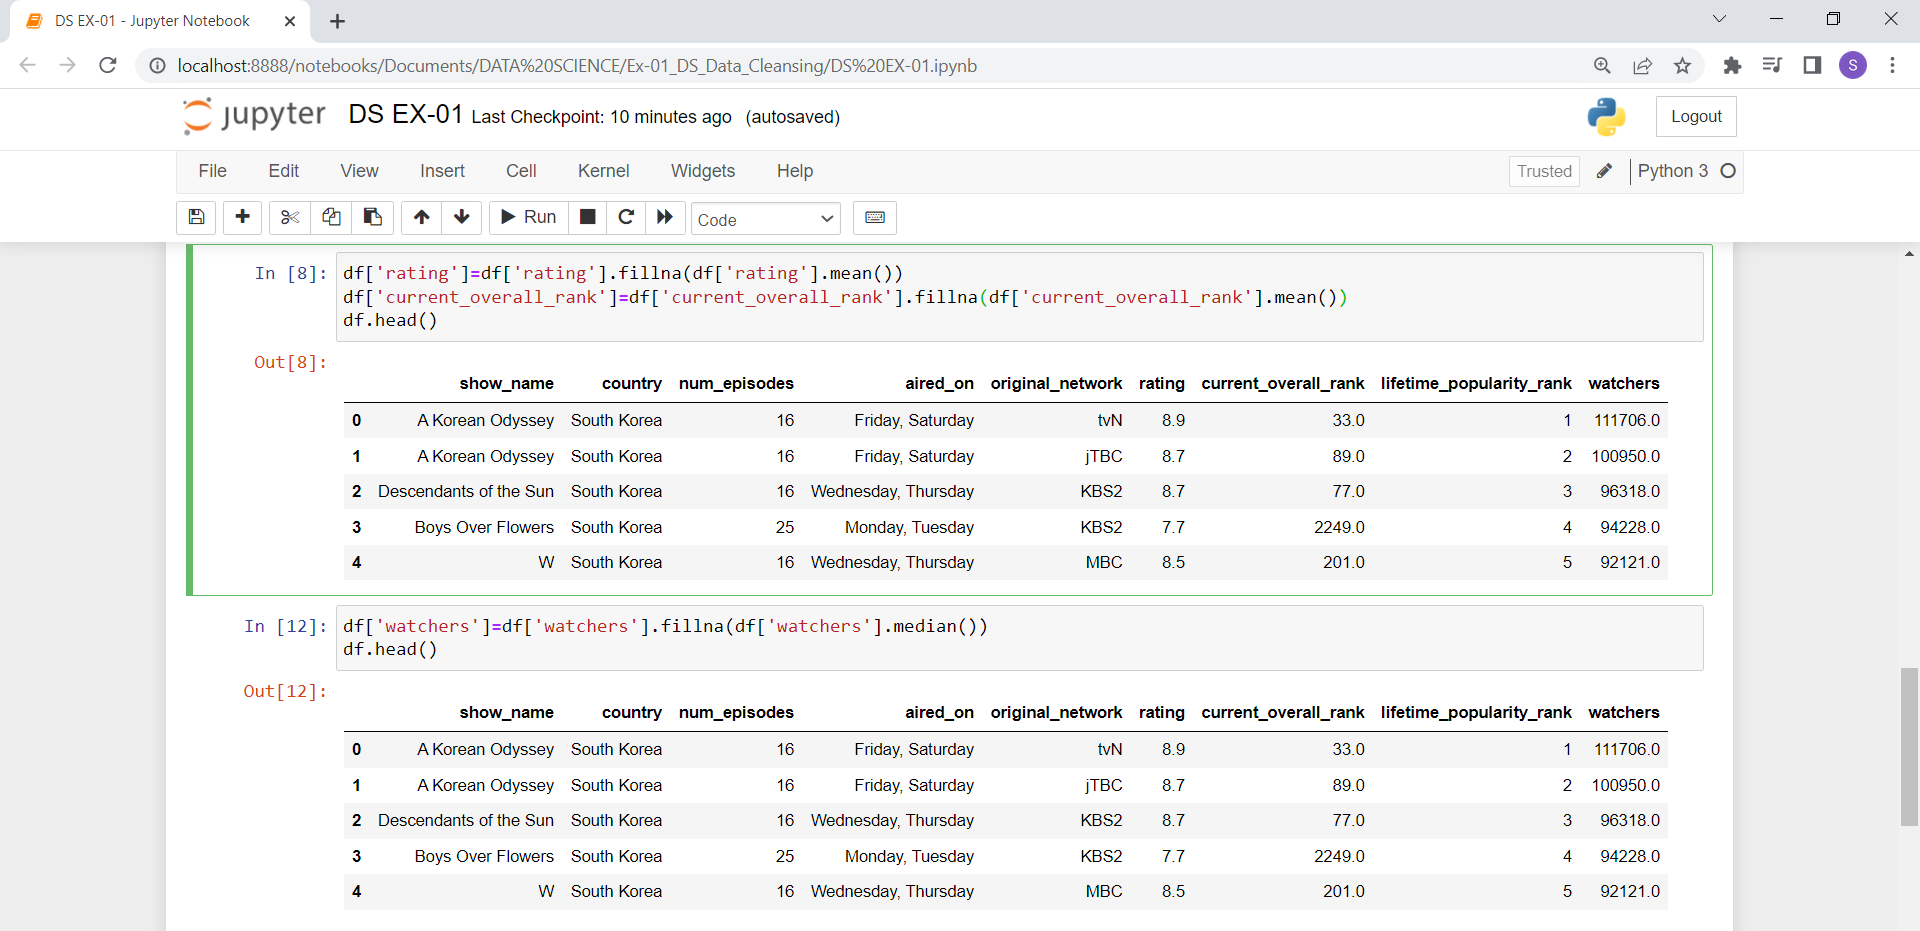 DS EX-01 - Jupyter Notebook
localhost:8888/notebooks/Documents/DATA%20SCIENCE/Ex-01_DS_Data_Cleansing/DS%20EX-01.ipynb
S
jupyter DS EX-01 Last Checkpoint: 10 minutes ago (autosaved)
Logout
File Edit View Insert Cell Kernel Widgets Help
Trusted Python 3
Run Code
In [8]: df['rating']=df['rating'].fillna(df['rating'].mean())
df['current_overall_rank']=df['current_overall_rank'].fillna(df['current_overall_rank'].mean())
df.head()
Out[8]:
show_name country num_episodes aired_on original_network rating current_overall_rank lifetime_popularity_rank watchers
0 A Korean Odyssey South Korea 16 Friday, Saturday tvN 8.9 33.0 1 111706.0
1 A Korean Odyssey South Korea 16 Friday, Saturday jTBC 8.7 89.0 2 100950.0
2 Descendants of the Sun South Korea 16 Wednesday, Thursday KBS2 8.7 77.0 3 96318.0
3 Boys Over Flowers South Korea 25 Monday, Tuesday KBS2 7.7 2249.0 4 94228.0
4 W South Korea 16 Wednesday, Thursday MBC 8.5 201.0 5 92121.0
In [12]: df['watchers']=df['watchers'].fillna(df['watchers'].median())
df.head()
Out[12]:
show_name country num_episodes aired_on original_network rating current_overall_rank lifetime_popularity_rank watchers
0 A Korean Odyssey South Korea 16 Friday, Saturday tvN 8.9 33.0 1 111706.0
1 A Korean Odyssey South Korea 16 Friday, Saturday jTBC 8.7 89.0 2 100950.0
2 Descendants of the Sun South Korea 16 Wednesday, Thursday KBS2 8.7 77.0 3 96318.0
3 Boys Over Flowers South Korea 25 Monday, Tuesday KBS2 7.7 2249.0 4 94228.0
4 W South Korea 16 Wednesday, Thursday MBC 8.5 201.0 5 92121.0